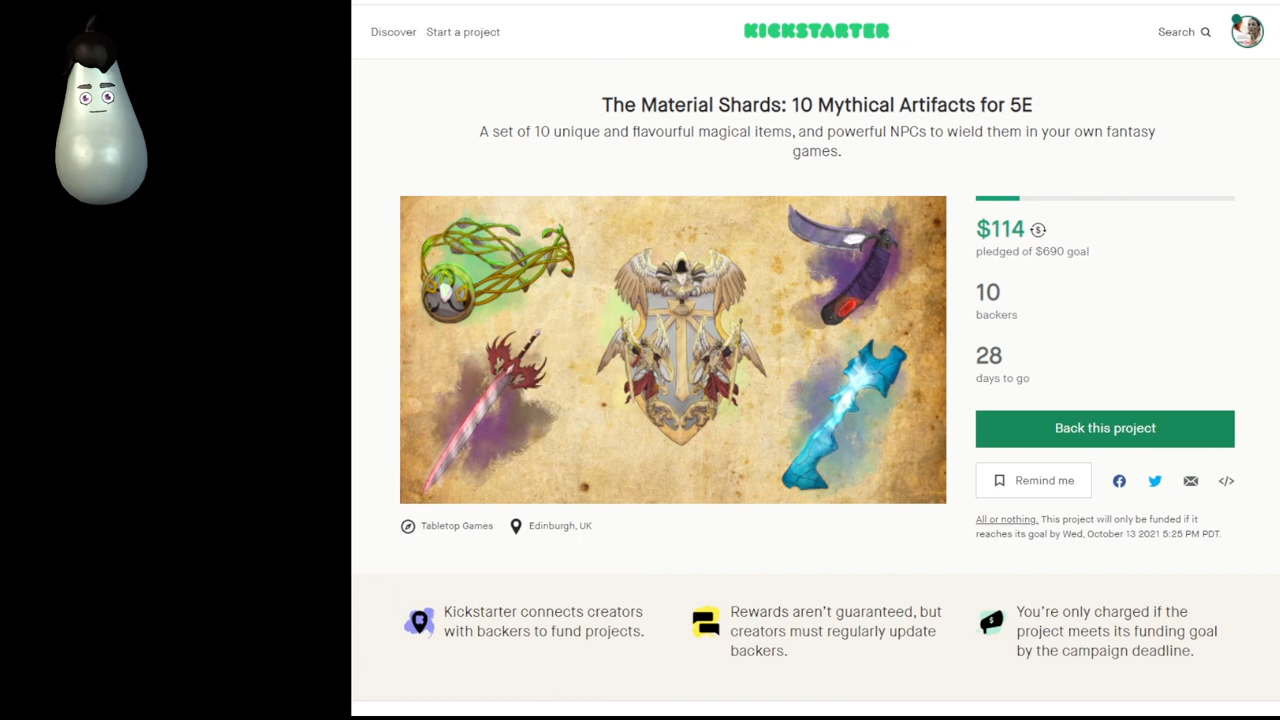 Discover Start a project
KICKSTARTER
Search
The Material Shards: 10 Mythical Artifacts for 5E
A set of 10 unique and flavourful magical items, and powerful NPCs to wield them in your own fantasy
games.
$114
pledged of $690 goal
10
backers
28
days to go
Back this project
Remind me
All or nothing. This project will only be funded if it
reaches its goal by Wed, October 13 2021 5:25 PM PDT.
Tabletop Games
Edinburgh, UK
Kickstarter connects creators
with backers to fund projects.
Rewards aren't guaranteed, but
creators must regularly update
backers.
You're only charged if the
project meets its funding goal
by the campaign deadline.